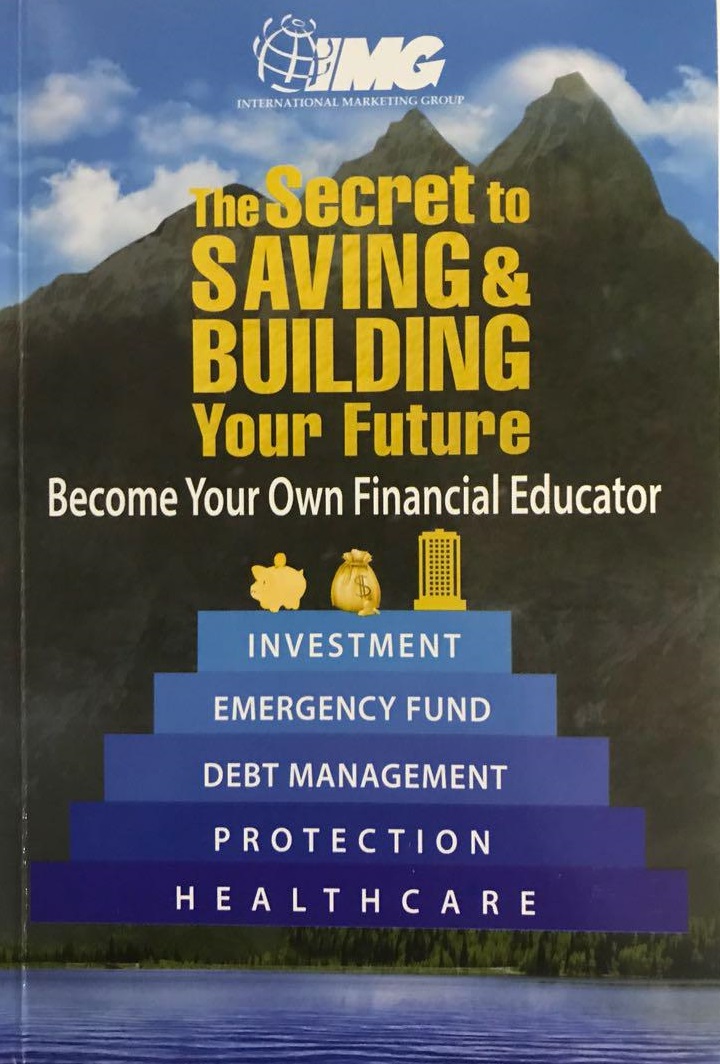 IMG
INTERNATIONAL MARKETING GROUP
The Secret to
SAVING &
BUILDING
Your Future
Become Your Own Financial Educator
$
INVESTMENT
EMERGENCY FUND
DEBT MANAGEMENT
PROTECTION
HEALTHCARE